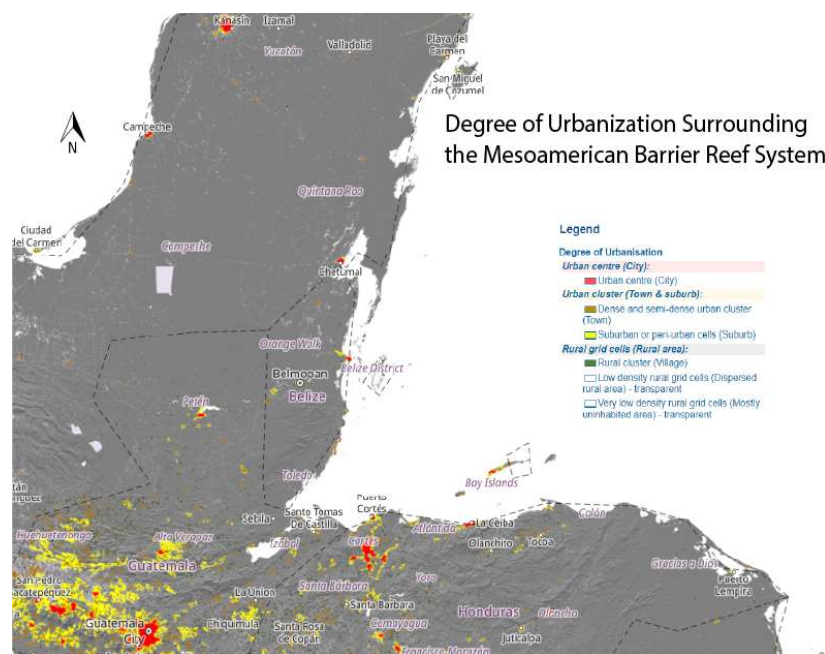 Kanasín
Izamal
Yucatán
Valladolid
Playa del
Carmen
San Miguel
de Cozumel
N
Campeche
Degree of Urbanization Surrounding
the Mesoamerican Barrier Reef System
Quintana Roo
Ciudad
del Carmen
Campeche
Chetumal
Legend
Degree of Urbanisation
Urban centre (City):
Urban centre (City)
Urban cluster (Town & suburb):
Dense and semi-dense urban cluster
(Town)
Suburban or peri-urban cells (Suburb)
Rural grid cells (Rural area):
Rural cluster (Village)
Low density rural grid cells (Dispersed
rural area) - transparent
Very low density rural grid cells (Mostly
uninhabited area) - transparent
Orange Walk
Belize District
Belmopan
Belize
Petén
Toledo
Bay Islands
Puerto
Cortés
Santo Tomas
De Castilla
Sebila
Izabal
Atlántida
La Ceiba
Colón
Olanchito
Tocoa
Huehuetenango
Alta Verapaz
Guatemala
Cortés
Yoro
Gracias a Dios
Puerto
Lempira
San Pedro
La Union
Santa Bárbara
Santa Barbara
Honduras
Olancho
Guatemala
City
Chiquimula
Santa Rosa
de Copán
Comayagua
Juticalpa
Francisco Morazán